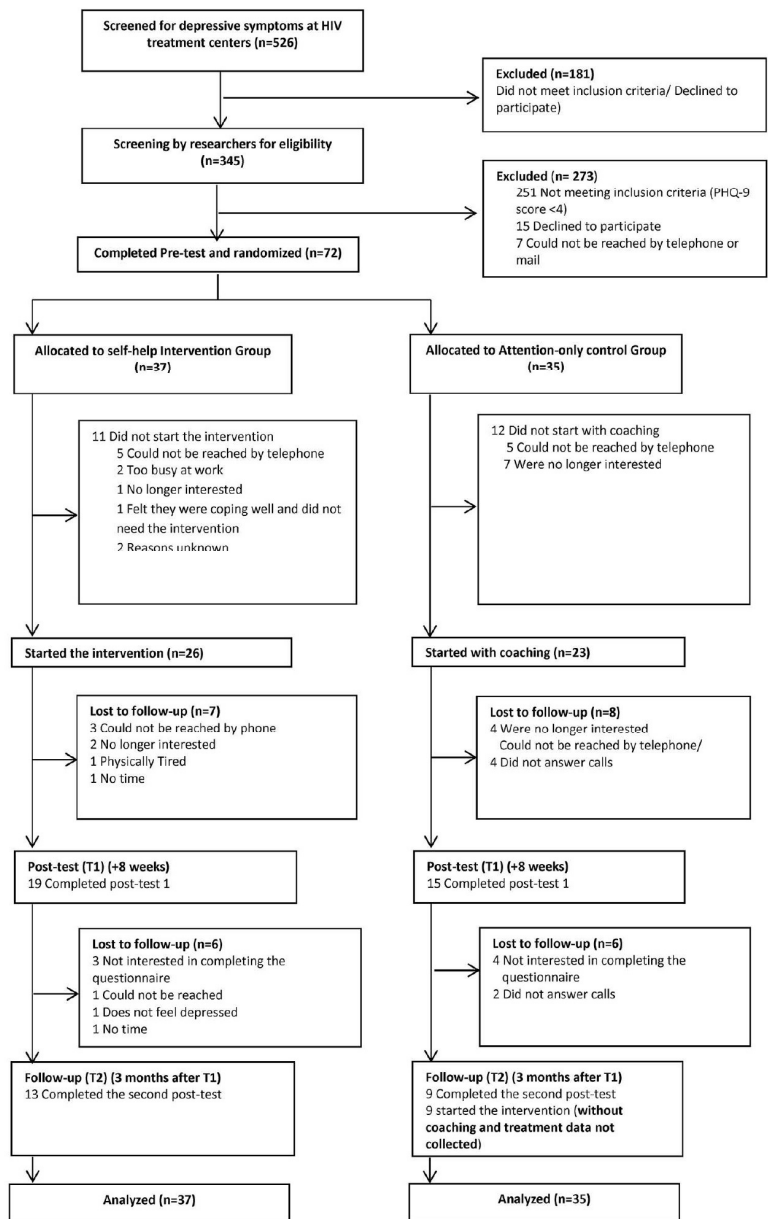 Screened for depressive symptoms at HIV
treatment centers (n=526)
Excluded (n=181)
Did not meet inclusion criteria/ Declined to
participate)
Screening by researchers for eligibility
(n=345)
Excluded (n= 273)
251 Not meeting inclusion criteria (PHQ-9
score <4)
15 Declined to participate
7 Could not be reached by telephone or
mail
Completed Pre-test and randomized (n=72)
Allocated to self-help Intervention Group
(n=37)
Allocated to Attention-only control Group
(n=35)
11 Did not start the intervention
5 Could not be reached by telephone
2 Too busy at work
1 No longer interested
1 Felt they were coping well and did not
need the intervention
2 Reasons unknown
12 Did not start with coaching
5 Could not be reached by telephone
7 Were no longer interested
Started the intervention (n=26)
Started with coaching (n=23)
Lost to follow-up (n=7)
3 Could not be reached by phone
2 No longer interested
1 Physically Tired
1 No time
Lost to follow-up (n=8)
4 Were no longer interested
Could not be reached by telephone/
4 Did not answer calls
Post-test (T1) (+8 weeks)
19 Completed post-test 1
Post-test (T1) (+8 weeks)
15 Completed post-test 1
Lost to follow-up (n=6)
3 Not interested in completing the
questionnaire
1 Could not be reached
1 Does not feel depressed
1 No time
Lost to follow-up (n=6)
4 Not interested in completing the
questionnaire
2 Did not answer calls
Follow-up (T2) (3 months after T1)
13 Completed the second post-test
Follow-up (T2) (3 months after T1)
9 Completed the second post-test
9 started the intervention (without
coaching and treatment data not
collected)
Analyzed (n=37)
Analyzed (n=35)